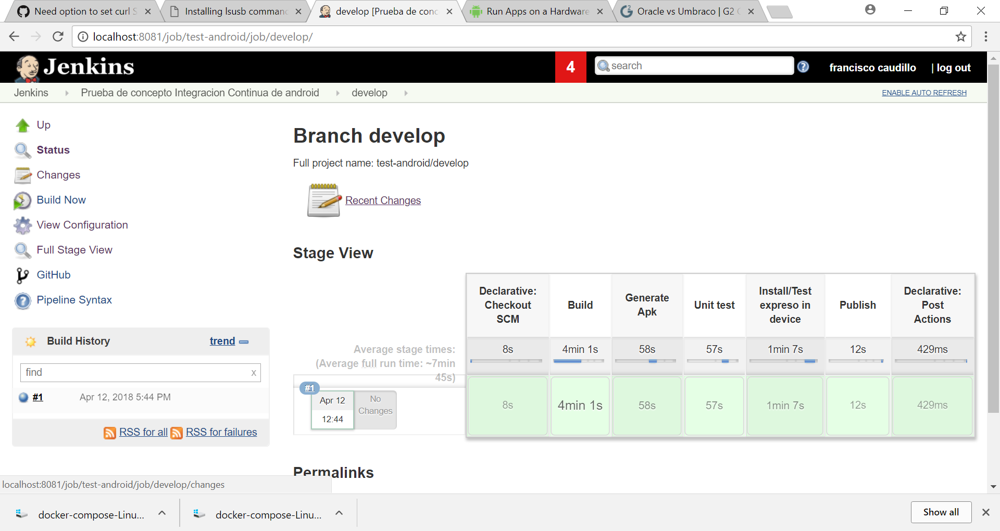 Need option to set curl S
Installing lsusb comman
develop [Prueba de conc
Run Apps on a Hardware
Oracle vs Umbraco | G2 C
localhost:8081/job/test-android/job/develop/
Jenkins
4
search
francisco caudillo
| log out
Jenkins
Prueba de concepto Integracion Continua de android
develop
ENABLE AUTO REFRESH
Up
Status
Changes
Build Now
View Configuration
Full Stage View
GitHub
Pipeline Syntax
Build History
trend
find
x
#1
Apr 12, 2018 5:44 PM
RSS for all
RSS for failures
Branch develop
Full project name: test-android/develop
Recent Changes
Stage View
Declarative:
Checkout
SCM
Build
Generate
Apk
Unit test
Install/Test
expreso in
device
Publish
Declarative:
Post
Actions
Average stage times:
(Average full run time: ~7min
45s)
8s
4min 1s
58s
57s
1min 7s
12s
429ms
#1
Apr 12
12:44
No
Changes
8s
4min 1s
58s
57s
1min 7s
12s
429ms
Permalinks
localhost:8081/job/test-android/job/develop/changes
docker-compose-Linu...
docker-compose-Linu...
Show all